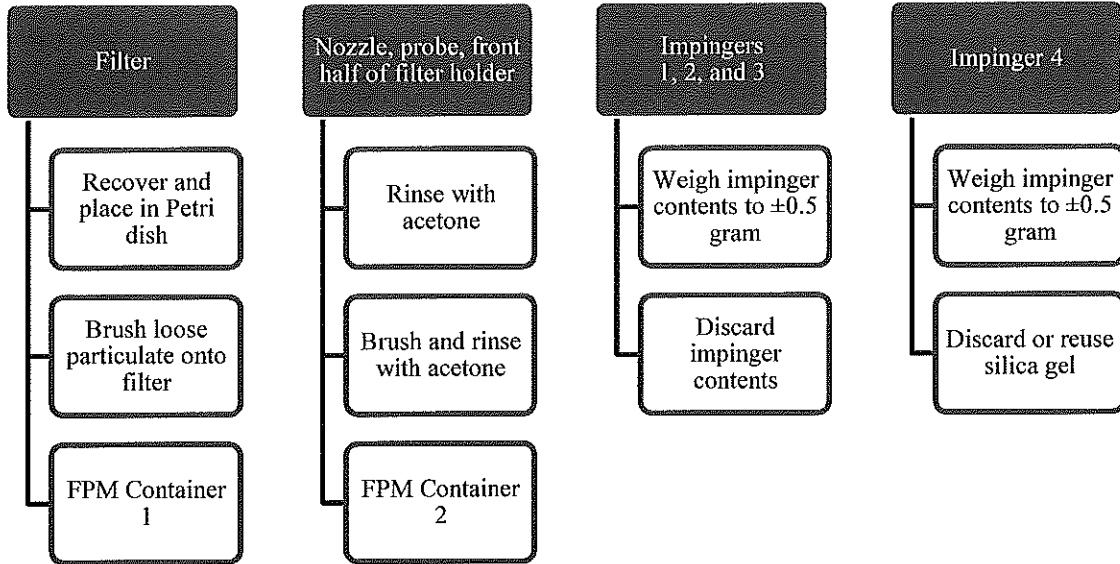 Filter
Recover and
place in Petri
dish
Brush loose
particulate onto
filter
FPM Container
1
Nozzle, probe, front
half of filter holder
Rinse with
acetone
Brush and rinse
with acetone
FPM Container
2
Impingers
1, 2, and 3
Weigh impinger
contents to ±0.5
gram
Discard
impinger
contents
Impinger 4
Weigh impinger
contents to ±0.5
gram
Discard or reuse
silica gel